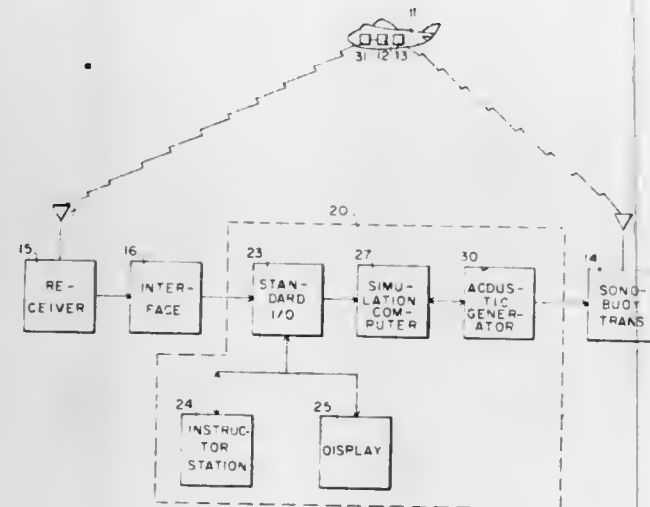 11
31 12 13
20
15
RE-
CEIVER
16
INTER-
FACE
23
STAN-
DARD
I/O
27
SIMU-
LATION
COM-
PUTER
30
ACOUS-
TIC
GENER-
ATOR
14
SONO-
BUOY
TRANS
24
INSTRUC-
TOR
STATION
25
DISPLAY